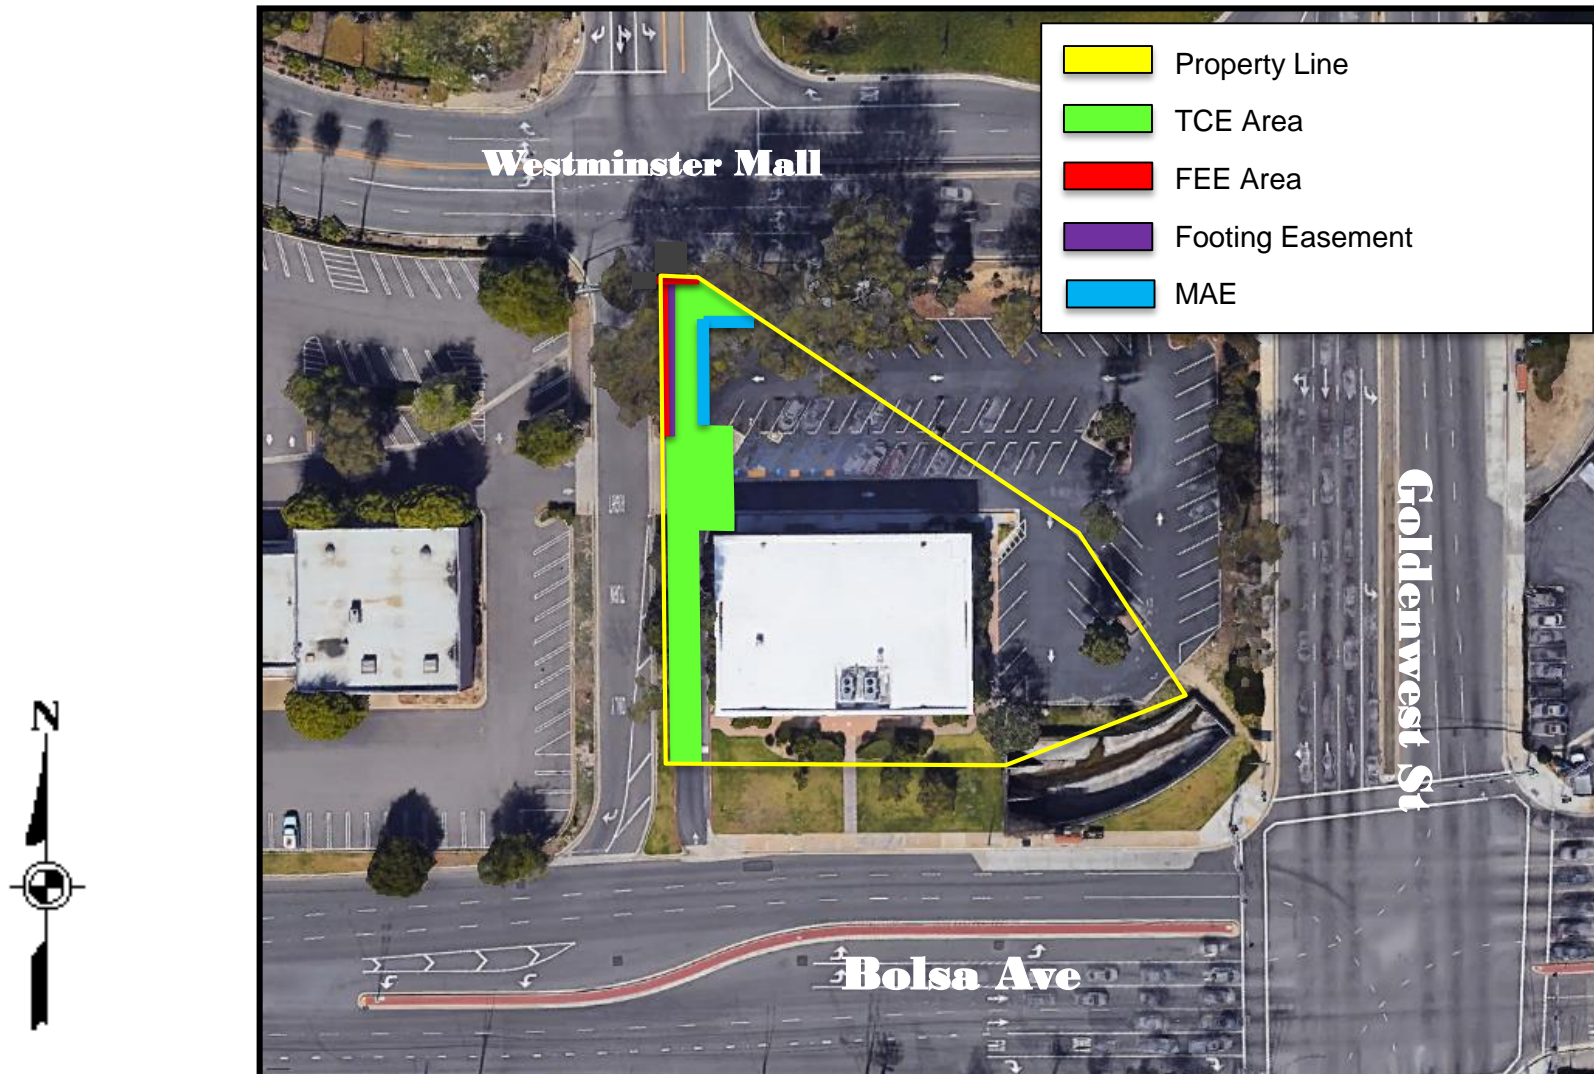 Property Line
TCE Area
FEE Area
Footing Easement
MAE
Westminster Mall
Goldenwest St
N
Bolsa Ave